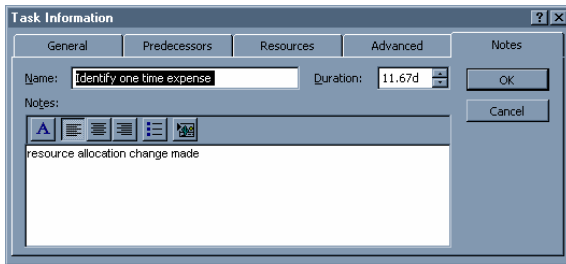 Task Information
General Predecessors Resources Advanced Notes
Name: Identify one time expense Duration: 11.67d OK
Notes: Cancel
A
resource allocation change made